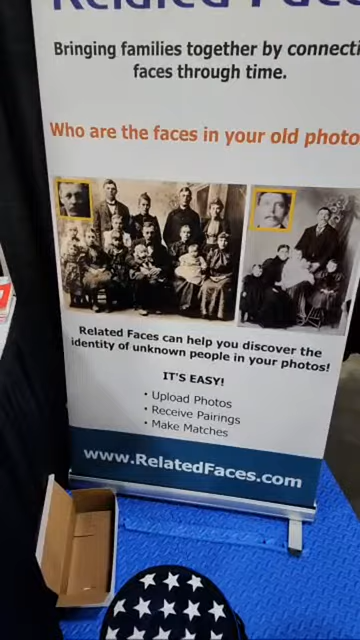 Related Faces
Bringing families together by connecti
faces through time.
Who are the faces in your old photo
Related Faces can help you discover the
identity of unknown people in your photos!
IT'S EASY!
• Upload Photos
• Receive Pairings
• Make Matches
www.RelatedFaces.com